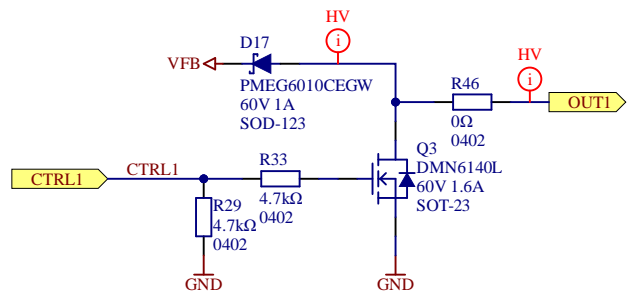 HV
D17
VFB
PMEG6010CEGW
60V 1A
SOD-123
HV
i
i
R46
0Ω
0402
OUT1
Q3
DMN6140L
60V 1.6A
SOT-23
CTRL1
CTRL1
R33
4.7kΩ
0402
R29
4.7kΩ
0402
GND
GND